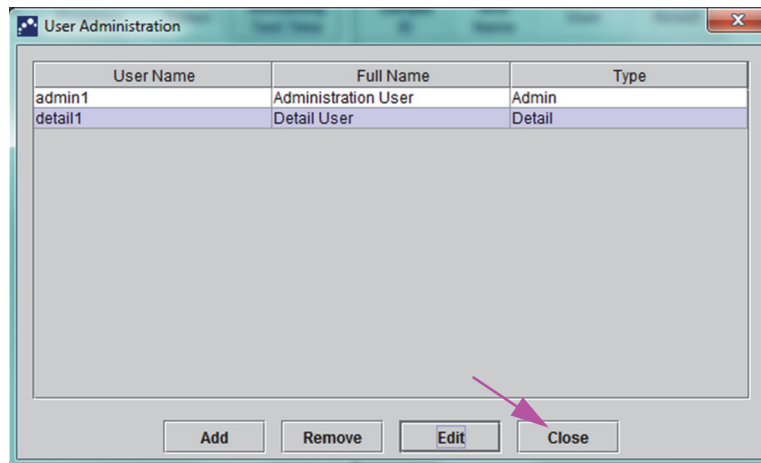 User Administration
User Name Full Name Type
admin1 Administration User Admin
detail1 Detail User Detail
Add Remove Edit Close